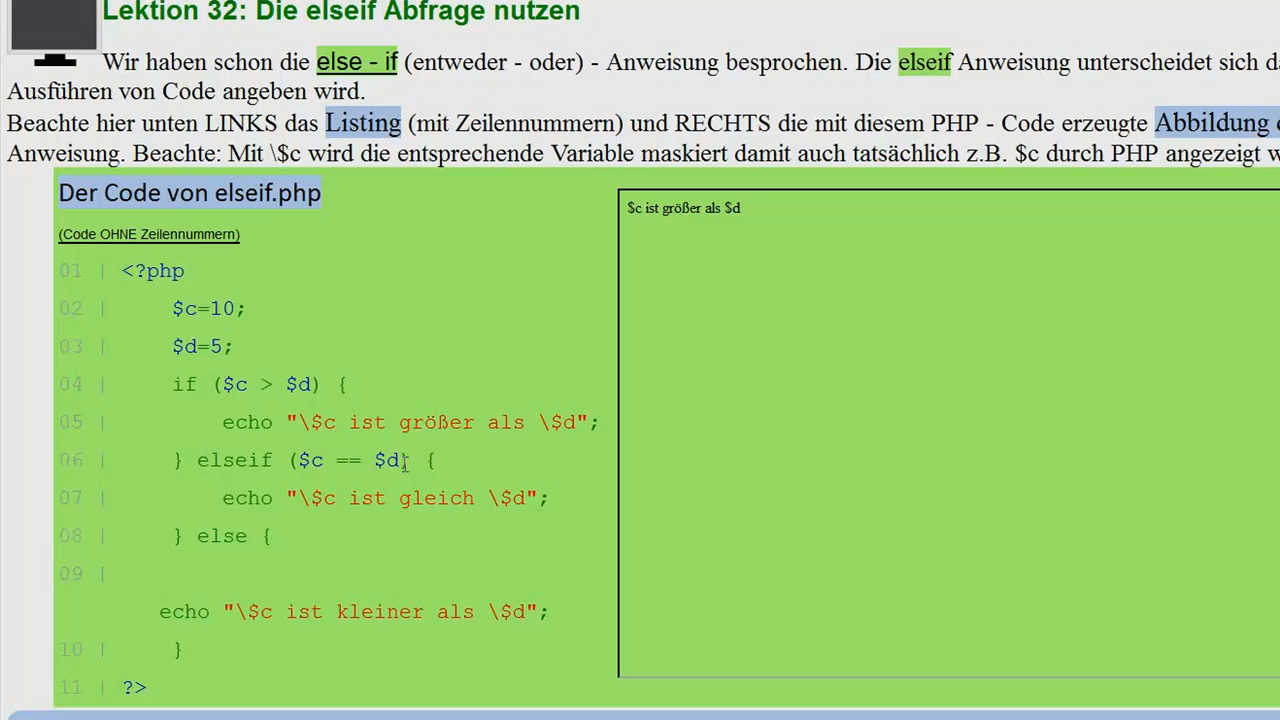 Lektion 32: Die elseif Abfrage nutzen
Wir haben schon die else - if (entweder - oder) - Anweisung besprochen. Die elseif Anweisung unterscheidet sich
Ausführen von Code angeben wird.
Beachte hier unten LINKS das Listing (mit Zeilennummern) und RECHTS die mit diesem PHP - Code erzeugte Abbildung
Anweisung. Beachte: Mit \$c wird die entsprechende Variable maskiert damit auch tatsächlich z.B. $c durch PHP angezeigt
Der Code von elseif.php
(Code OHNE Zeilennummern)
01 | <?php
02 | $c=10;
03 | $d=5;
04 | if ($c > $d) {
05 | echo "\$c ist größer als \$d";
06 | } elseif ($c == $d) {
07 | echo "\$c ist gleich \$d";
08 | } else {
09 |
echo "\$c ist kleiner als \$d";
10 | }
11 | ?>
$c ist größer als $d